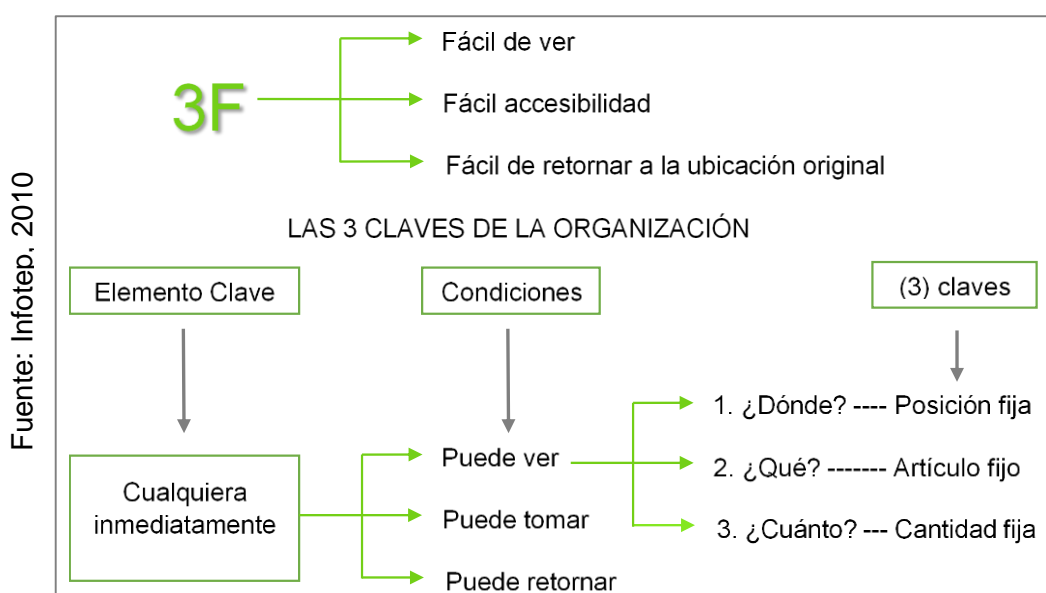 Fuente: Infotep, 2010
3F
Fácil de ver
Fácil accesibilidad
Fácil de retornar a la ubicación original
LAS 3 CLAVES DE LA ORGANIZACIÓN
Elemento Clave
Condiciones
(3) claves
Cualquiera
inmediatamente
Puede ver
Puede tomar
Puede retornar
1. ¿Dónde? ---- Posición fija
2. ¿Qué? ------- Artículo fijo
3. ¿Cuánto? --- Cantidad fija